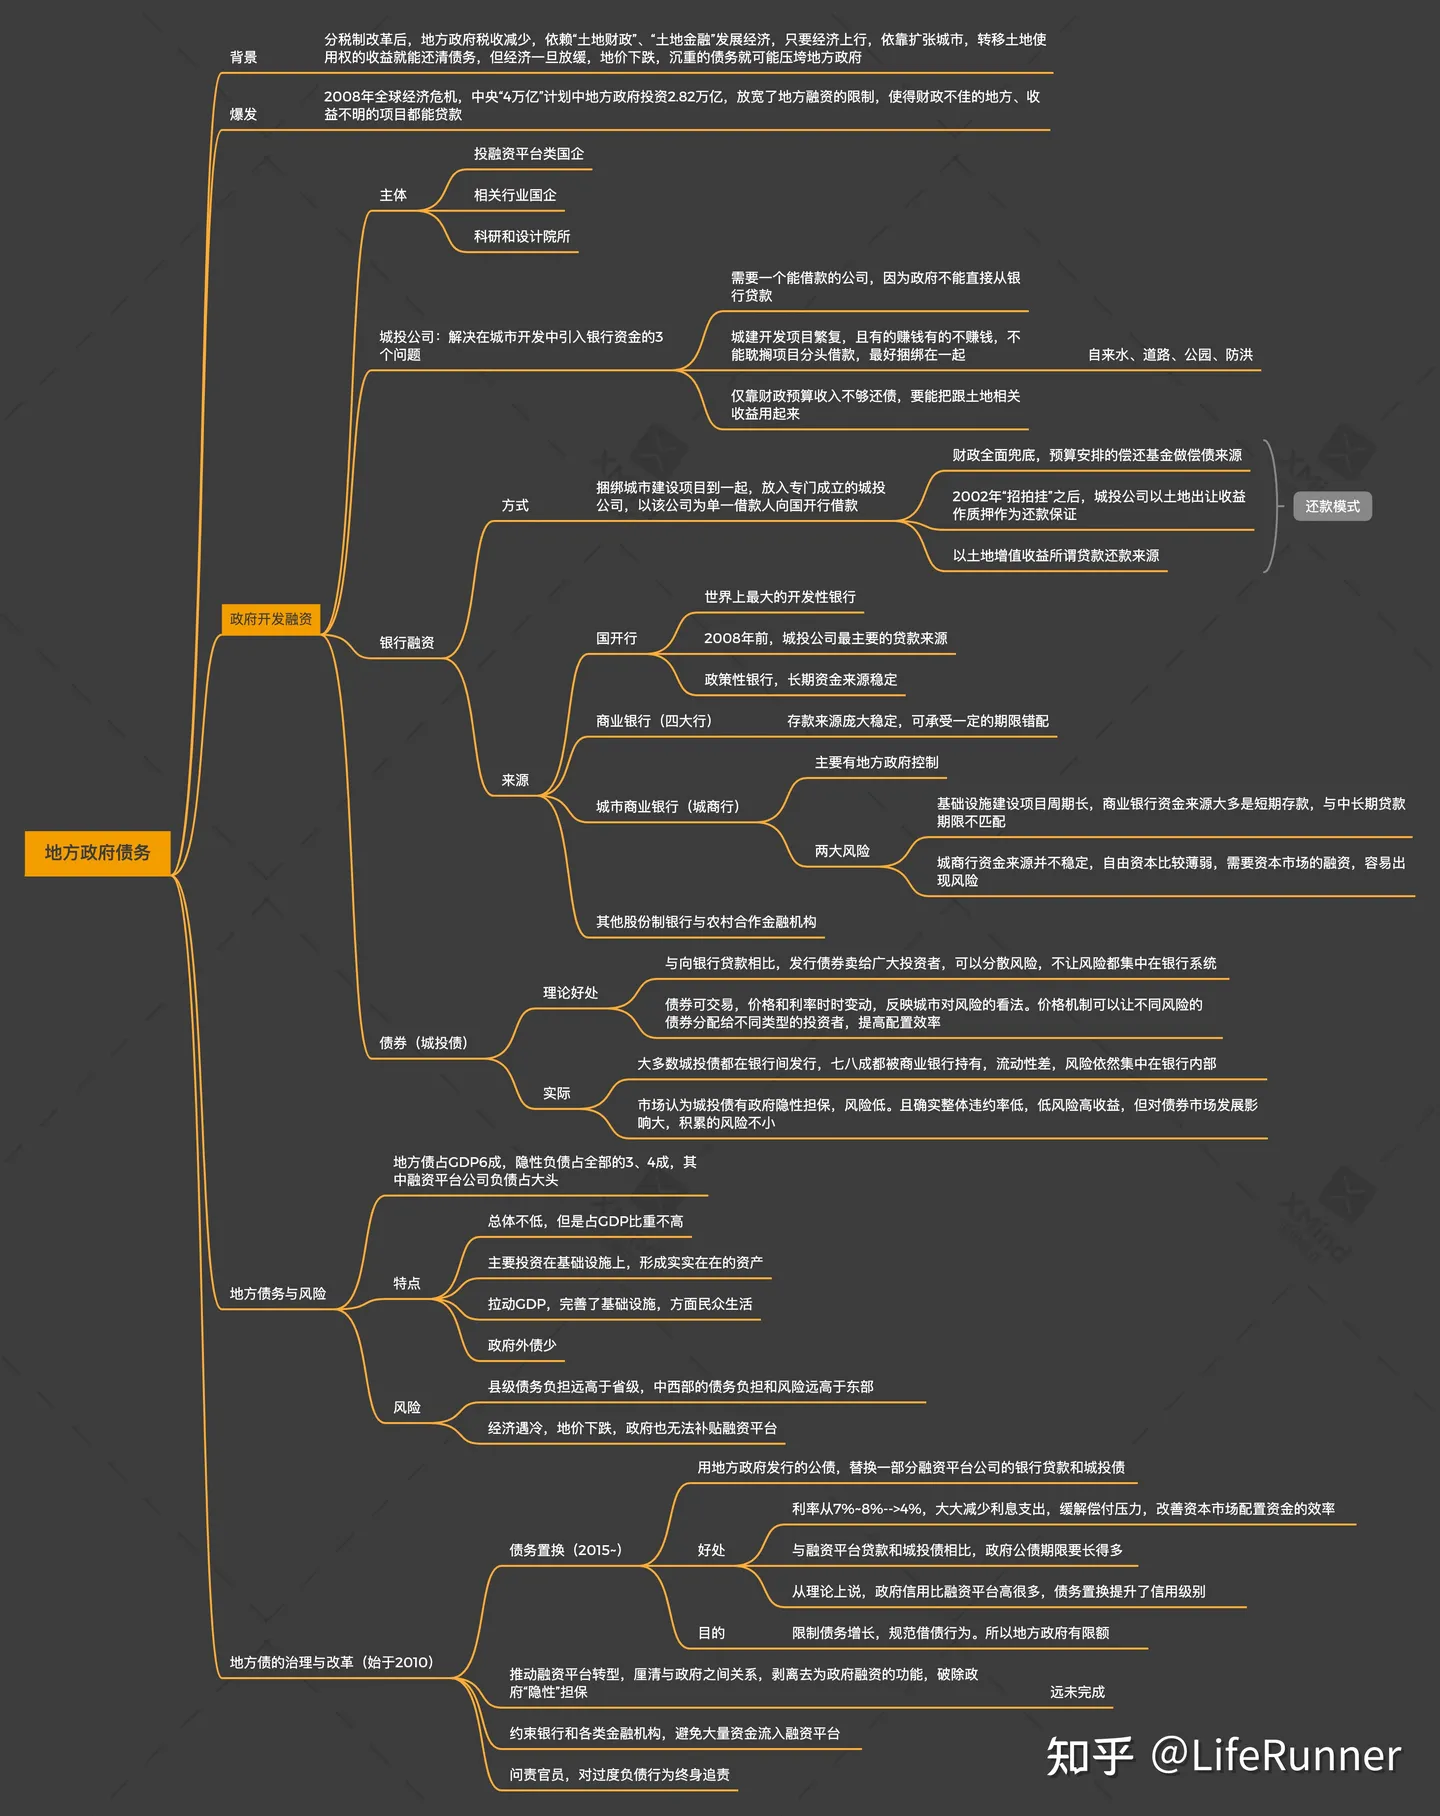 分税制改革后，地方政府税收减少，依赖“土地财政”、“土地金融”发展经济，只要经济上行，依靠扩张城市，转移土地使
背景
用权的收益就能还清债务，但经济一旦放缓，地价下跌，沉重的债务就可能压垮地方政府
2008年全球经济危机，中央“4万亿”计划中地方政府投资2.82万亿，放宽了地方融资的限制，使得财政不佳的地方、收
爆发
益不明的项目都能贷款
投融资平台类国企
主体
相关行业国企
科研和设计院所
需要一个能借款的公司，因为政府不能直接从银
行贷款
城投公司：解决在城市开发中引入银行资金的3
个问题
城建开发项目繁复，且有的赚钱有的不赚钱，不
能耽搁项目分头借款，最好捆绑在一起
自来水、道路、公园、防洪
仅靠财政预算收入不够还债，要能把跟土地相关
收益用起来
财政全面兜底，预算安排的偿还基金做偿债来源
方式
捆绑城市建设项目到一起，放入专门成立的城投
公司，以该公司为单一借款人向国开行借款
2002年“招拍挂”之后，城投公司以土地出让收益
作质押作为还款保证
还款模式
以土地增值收益所谓贷款还款来源
政府开发融资
银行融资
世界上最大的开发性银行
国开行
2008年前，城投公司最主要的贷款来源
政策性银行，长期资金来源稳定
商业银行（四大行）
存款来源庞大稳定，可承受一定的期限错配
来源
主要有地方政府控制
城市商业银行（城商行）
基础设施建设项目周期长，商业银行资金来源大多是短期存款，与中长期贷款
期限不匹配
两大风险
城商行资金来源并不稳定，自由资本比较薄弱，需要资本市场的融资，容易出
现风险
地方政府债务
其他股份制银行与农村合作金融机构
与向银行贷款相比，发行债券卖给广大投资者，可以分散风险，不让风险都集中在银行系统
理论好处
债券可交易，价格和利率时时变动，反映城市对风险的看法。价格机制可以让不同风险的
债券分配给不同类型的投资者，提高配置效率
债券（城投债）
大多数城投债都在银行间发行，七八成都被商业银行持有，流动性差，风险依然集中在银行内部
实际
市场认为城投债有政府隐性担保，风险低。且确实整体违约率低，低风险高收益，但对债券市场发展影
响大，积累的风险不小
地方债占GDP6成，隐性负债占全部的3、4成，其
中融资平台公司负债占大头
总体不低，但是占GDP比重不高
主要投资在基础设施上，形成实实在在的资产
特点
地方债务与风险
拉动GDP，完善了基础设施，方面民众生活
政府外债少
县级债务负担远高于省级，中西部的债务负担和风险远高于东部
风险
经济遇冷，地价下跌，政府也无法补贴融资平台
用地方政府发行的公债，替换一部分融资平台公司的银行贷款和城投债
利率从7%~8%-->4%，大大减少利息支出，缓解偿付压力，改善资本市场配置资金的效率
债务置换（2015~）
好处
与融资平台贷款和城投债相比，政府公债期限要长得多
从理论上说，政府信用比融资平台高很多，债务置换提升了信用级别
目的
限制债务增长，规范借债行为。所以地方政府有限额
地方债的治理与改革（始于2010）
推动融资平台转型，厘清与政府之间关系，剥离去为政府融资的功能，破除政
府“隐性”担保
远未完成
约束银行和各类金融机构，避免大量资金流入融资平台
问责官员，对过度负债行为终身追责
知乎 @LifeRunner